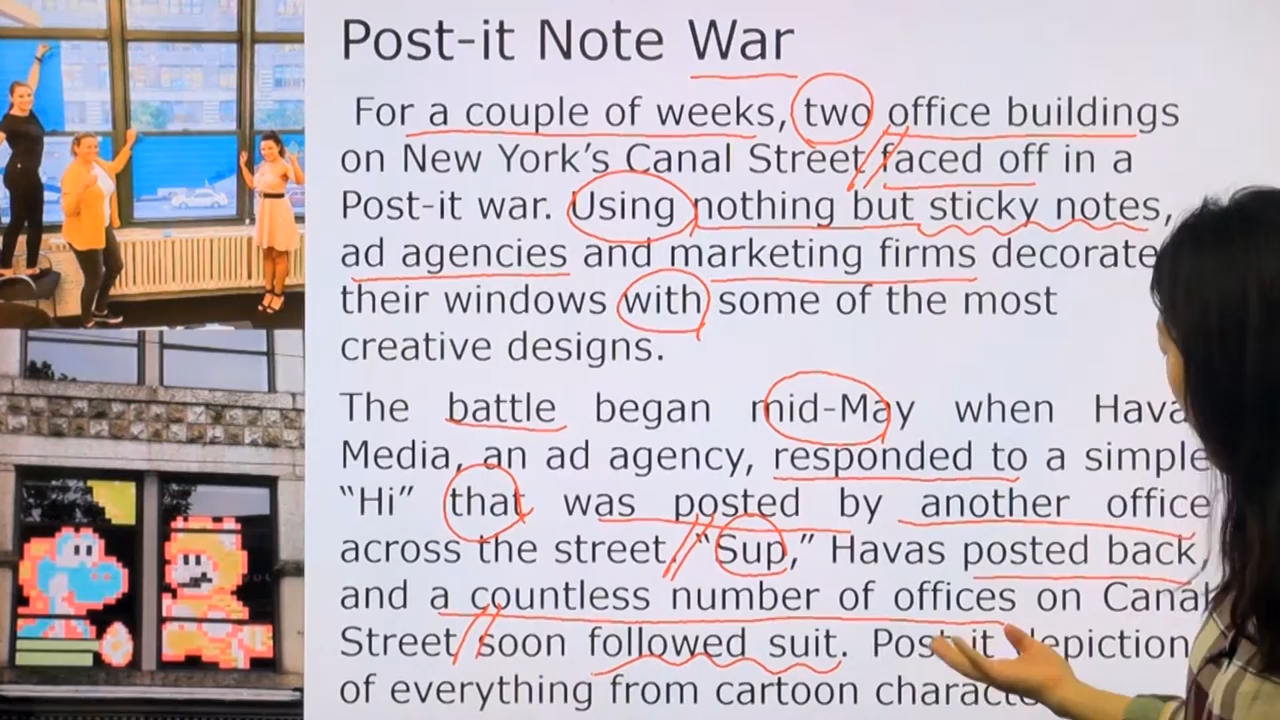 Post-it Note War
For a couple of weeks, two office buildings
on New York's Canal Street faced off in a
Post-it war. Using nothing but sticky notes,
ad agencies and marketing firms decorate
their windows with some of the most
creative designs.
The battle began mid-May when
Media, an ad agency, responded to a simple
"Hi" that was posted by another office
across the street. "Sup," Havas posted back,
and a countless number of offices on Canal
Street soon followed suit. Post-it
of everything from cartoon